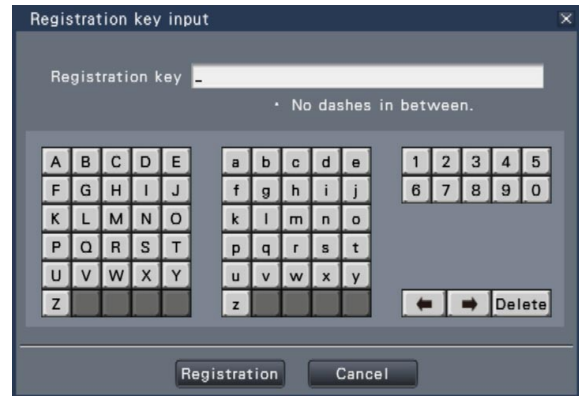 Registration key input
Registration key _
· No dashes in between.
A B C D E a b c d e 1 2 3 4 5
F G H I J f g h i j 6 7 8 9 0
K L M N O k l m n o
P Q R S T p q r s t
U V W X Y u v w x y
Z z ← → Delete
Registration Cancel